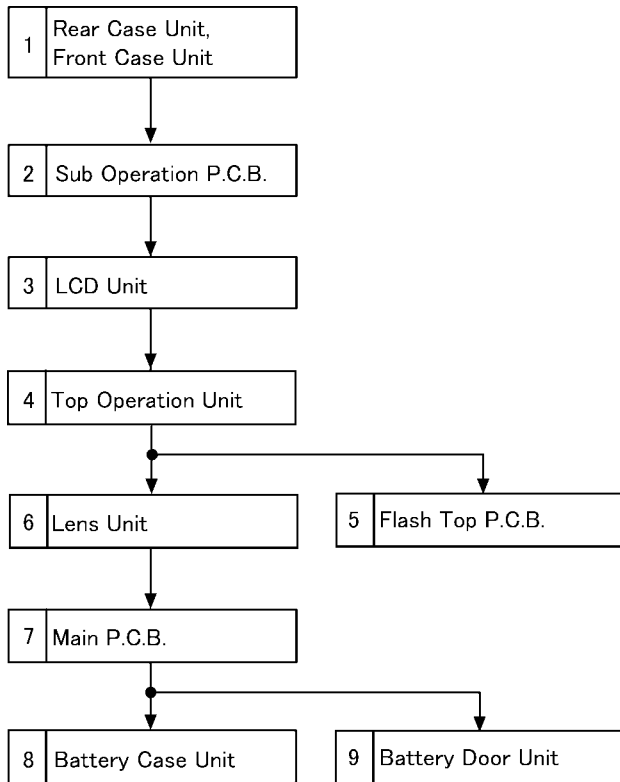 1 Rear Case Unit,
Front Case Unit
2 Sub Operation P.C.B.
3 LCD Unit
4 Top Operation Unit
6 Lens Unit
5 Flash Top P.C.B.
7 Main P.C.B.
8 Battery Case Unit
9 Battery Door Unit